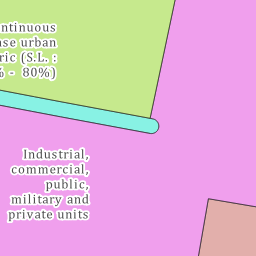 ntinuous
se urban
ric (S.L. :
% - 80%)
Industrial,
commercial,
public,
military and
private units